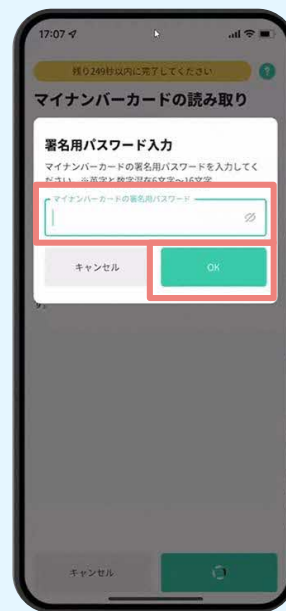 17:07
残り249秒以内に完了してください
?
マイナンバーカードの読み取り
署名用パスワード入力
マイナンバーカードの署名用パスワードを入力してく
ださい。※英字と数字混在6文字～16文字
マイナンバーカードの署名用パスワード
キャンセル
OK
す。
キャンセル